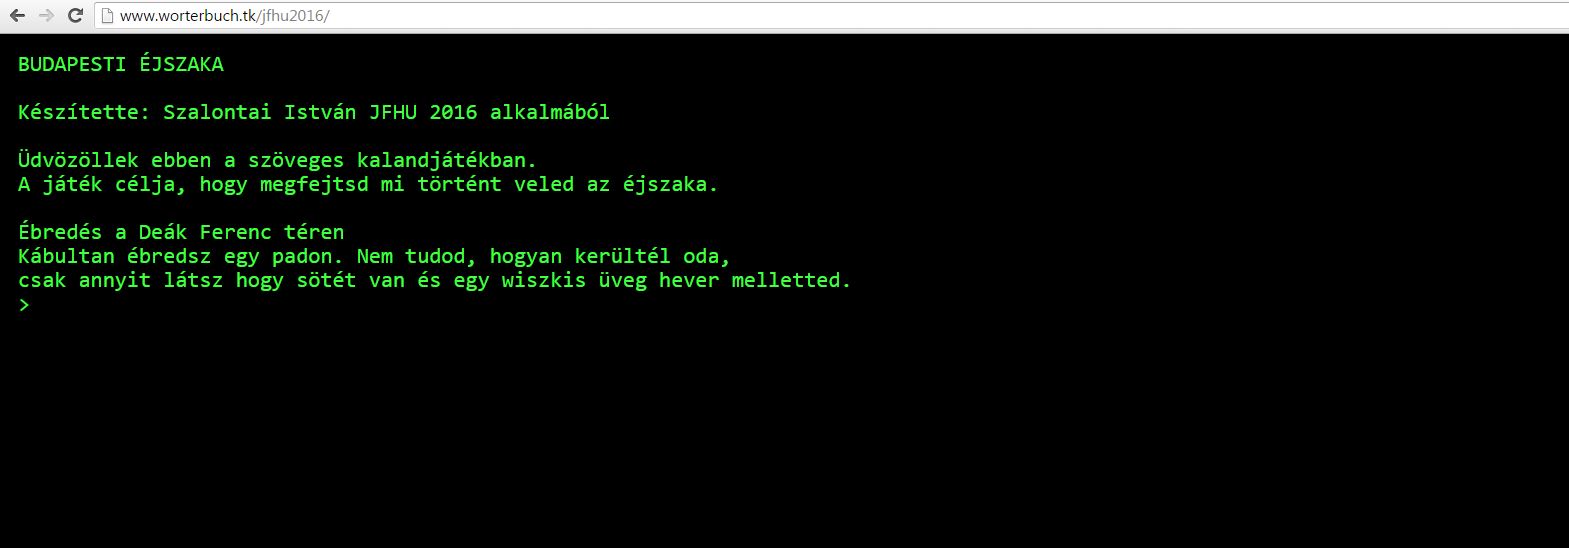 www.worterbuch.tk/jfhu2016/
BUDAPESTI ÉJSZAKA
Készítette: Szalontai István JFHU 2016 alkalmából
Üdvözöllek ebben a szöveges kalandjátékban.
A játék célja, hogy megfejtsd mi történt veled az éjszaka.
Ébredés a Deák Ferenc téren
Kábultan ébredsz egy padon. Nem tudod, hogyan kerültél oda,
csak annyit látsz hogy sötét van és egy wiszkis üveg hever melletted.
>